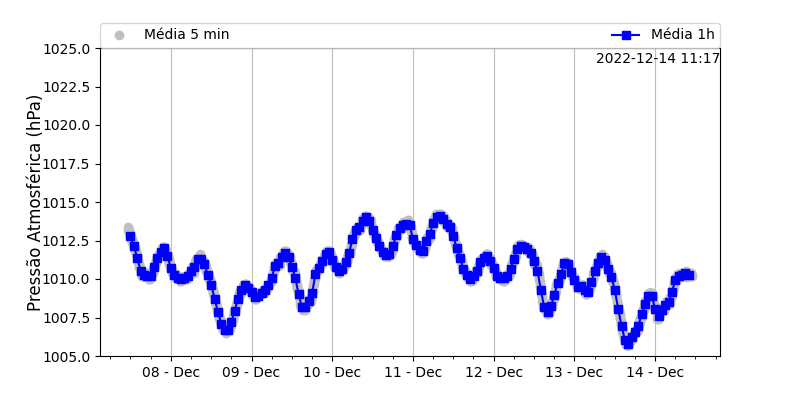 Média 5 min
Média 1h
2022-12-14 11:17
Pressão Atmosférica (hPa)
1025.0
1022.5
1020.0
1017.5
1015.0
1012.5
1010.0
1007.5
1005.0
08 - Dec
09 - Dec
10 - Dec
11 - Dec
12 - Dec
13 - Dec
14 - Dec